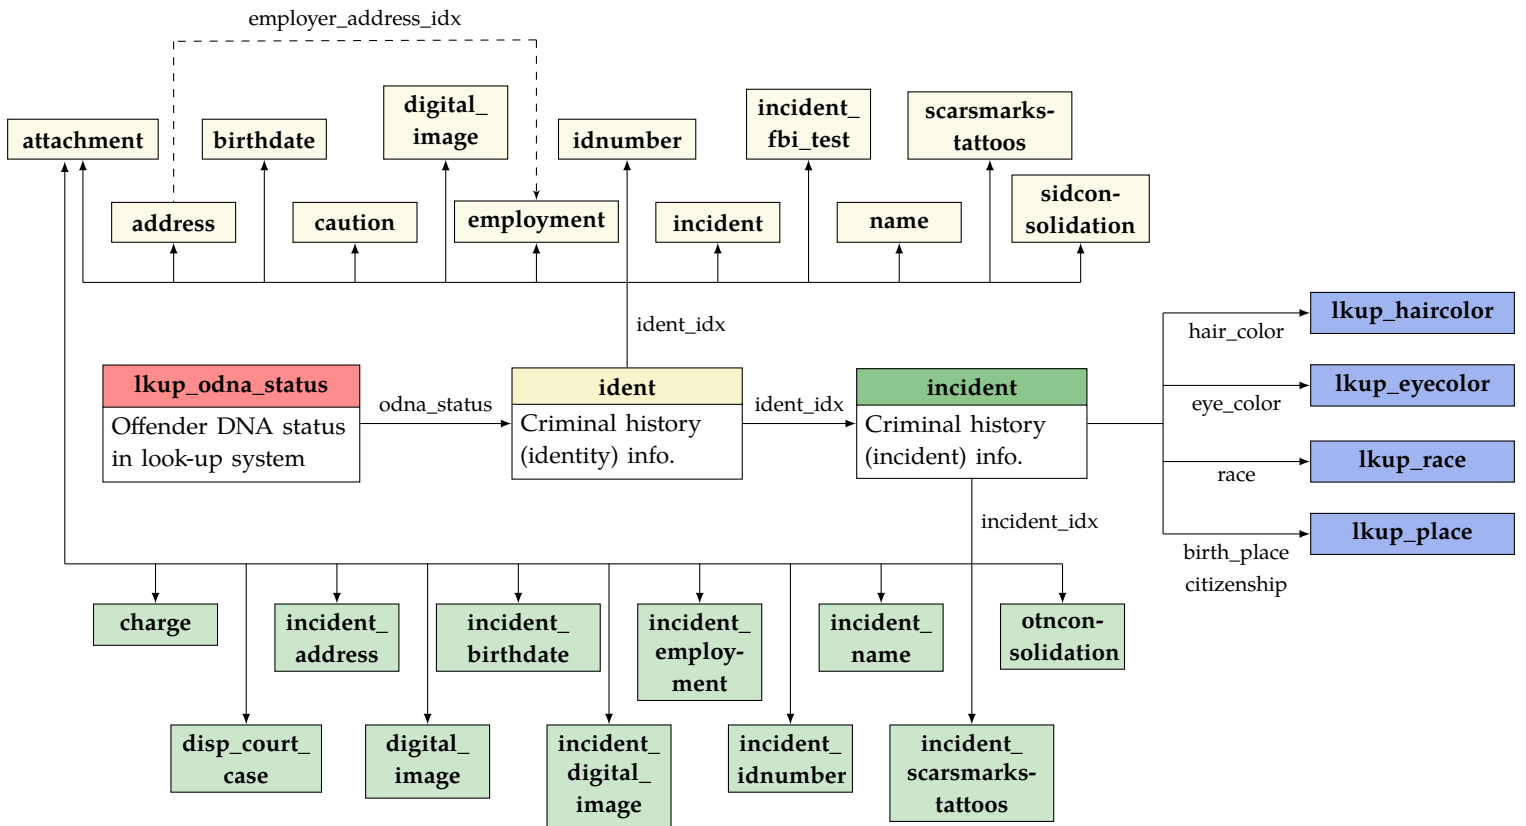 employer_address_idx
attachment
birthdate
digital_
image
idnumber
incident_
fbi_test
scarsmarks-
tattoos
address
caution
employment
incident
name
sidcon-
solidation
ident_idx
lkup_odna_status
Offender DNA status
in look-up system
odna_status
ident
Criminal history
(identity) info.
ident_idx
incident
Criminal history
(incident) info.
hair_color
lkup_haircolor
eye_color
lkup_eyecolor
race
lkup_race
birth_place
citizenship
lkup_place
incident_idx
charge
incident_
address
incident_
birthdate
incident_
employ-
ment
incident_
name
otncon-
solidation
disp_court_
case
digital_
image
incident_
digital_
image
incident_
idnumber
incident_
scarsmarks-
tattoos